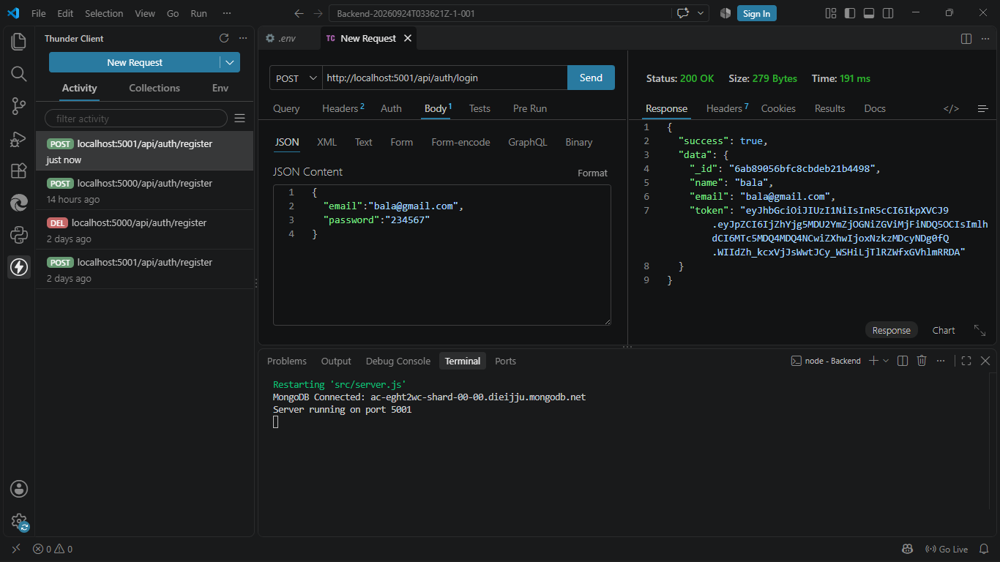 File Edit Selection View Go Run ···
Backend-20260924T033621Z-1-001
Sign In
Thunder Client
New Request
Activity Collections Env
filter activity
POST localhost:5001/api/auth/register
just now
POST localhost:5000/api/auth/register
14 hours ago
DEL localhost:5000/api/auth/register
2 days ago
POST localhost:5001/api/auth/register
2 days ago
.env
TC New Request
POST http://localhost:5001/api/auth/login Send
Query Headers 2 Auth Body 1 Tests Pre Run
JSON XML Text Form Form-encode GraphQL Binary
JSON Content Format
1 {
2 "email":"bala@gmail.com",
3 "password":"234567"
4 }
Status: 200 OK Size: 279 Bytes Time: 191 ms
Response Headers 7 Cookies Results Docs </>
1 {
2 "success": true,
3 "data": {
4 "_id": "6ab89056bfc8cbdeb21b4498",
5 "name": "bala",
6 "email": "bala@gmail.com",
7 "token": "eyJhbGciOiJIUzI1NiIsInR5cCI6IkpXVCJ9
.eyJpZCI6IjZhYjg5MDU2YmZjOGNiZGViMjFiNDQ5OCIsImlh
dCI6MTc5MDQ4MDQ4NCwiZXhwIjoxNzkzMDcyNDg0fQ
.WIIdZh_kcxVjJsWwtJCy_WSHiLjTlRZWfxGVhlmRRDA"
8 }
9 }
Response Chart
Problems Output Debug Console Terminal Ports
node - Backend
Restarting 'src/server.js'
MongoDB Connected: ac-eght2wc-shard-00-00.dieijju.mongodb.net
Server running on port 5001
0 0
Go Live